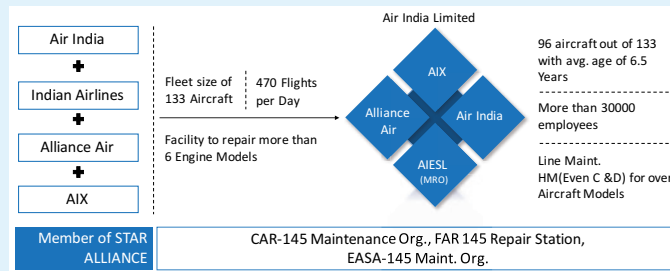 Air India Limited
Air India
+
Indian Airlines
+
Alliance Air
+
AIX
Fleet size of
133 Aircraft
470 Flights
per Day
Facility to repair more than
6 Engine Models
AIX
Alliance
Air
Air India
AIESL
(MRO)
96 aircraft out of 133
with avg. age of 6.5
Years
More than 30000
employees
Line Maint.
HM(Even C &D) for over
Aircraft Models
Member of STAR
ALLIANCE
CAR-145 Maintenance Org., FAR 145 Repair Station,
EASA-145 Maint. Org.